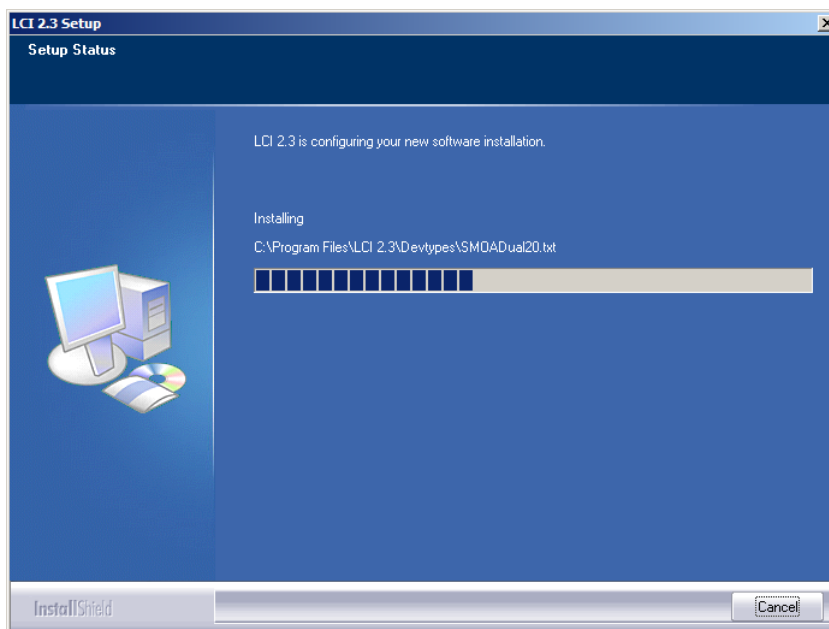 LCI 2.3 Setup
Setup Status
LCI 2.3 is configuring your new software installation.
Installing
C:\Program Files\LCI 2.3\Devtypes\SMOADual20.txt
InstallShield
Cancel